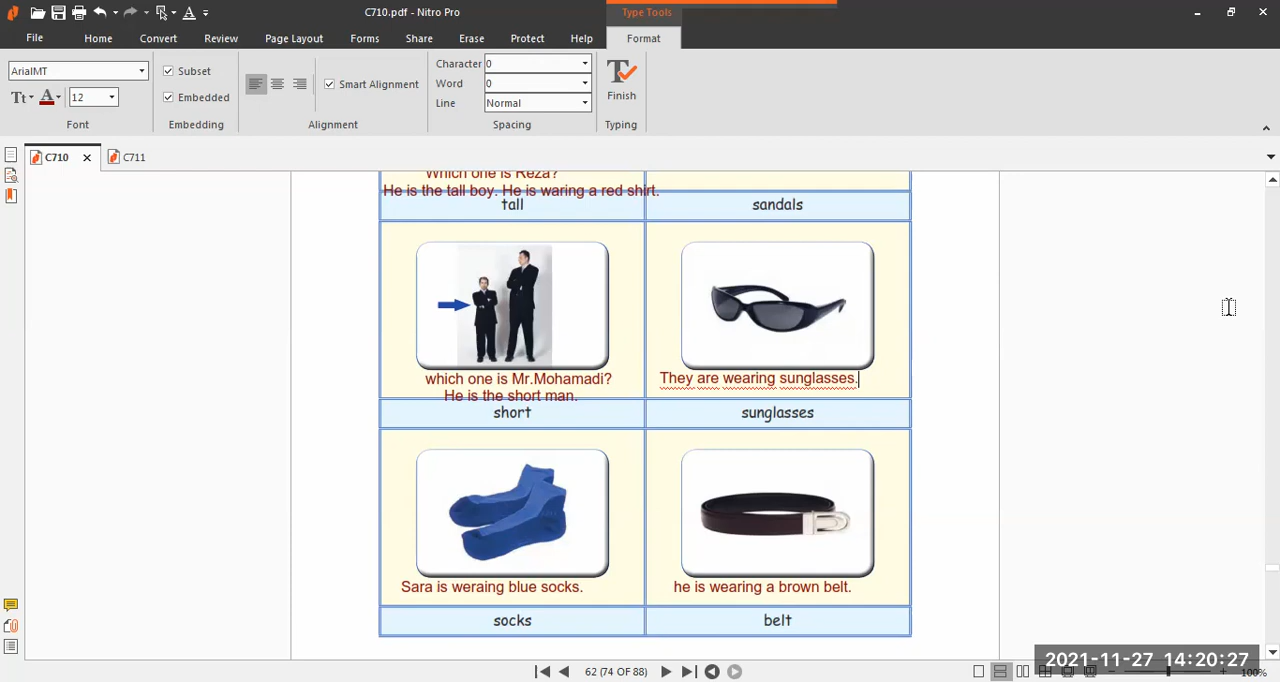 C710.pdf - Nitro Pro
Type Tools
File Home Convert Review Page Layout Forms Share Erase Protect Help Format
ArialMT
12
Subset
Embedded
Smart Alignment
Character 0
Word 0
Line Normal
Finish
Font Embedding Alignment Spacing Typing
C710 C711
Which one is Reza?
He is the tall boy. He is waring a red shirt.
tall sandals
which one is Mr.Mohamadi?
He is the short man.
They are wearing sunglasses.
short sunglasses
Sara is weraing blue socks.
he is wearing a brown belt.
socks belt
62 (74 OF 88)
2021-11-27 14:20:27
100%